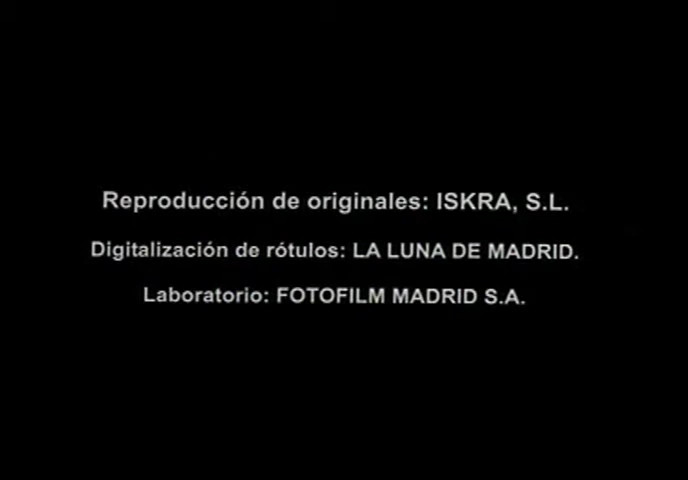 Reproducción de originales: ISKRA, S.L.
Digitalización de rótulos: LA LUNA DE MADRID.
Laboratorio: FOTOFILM MADRID S.A.